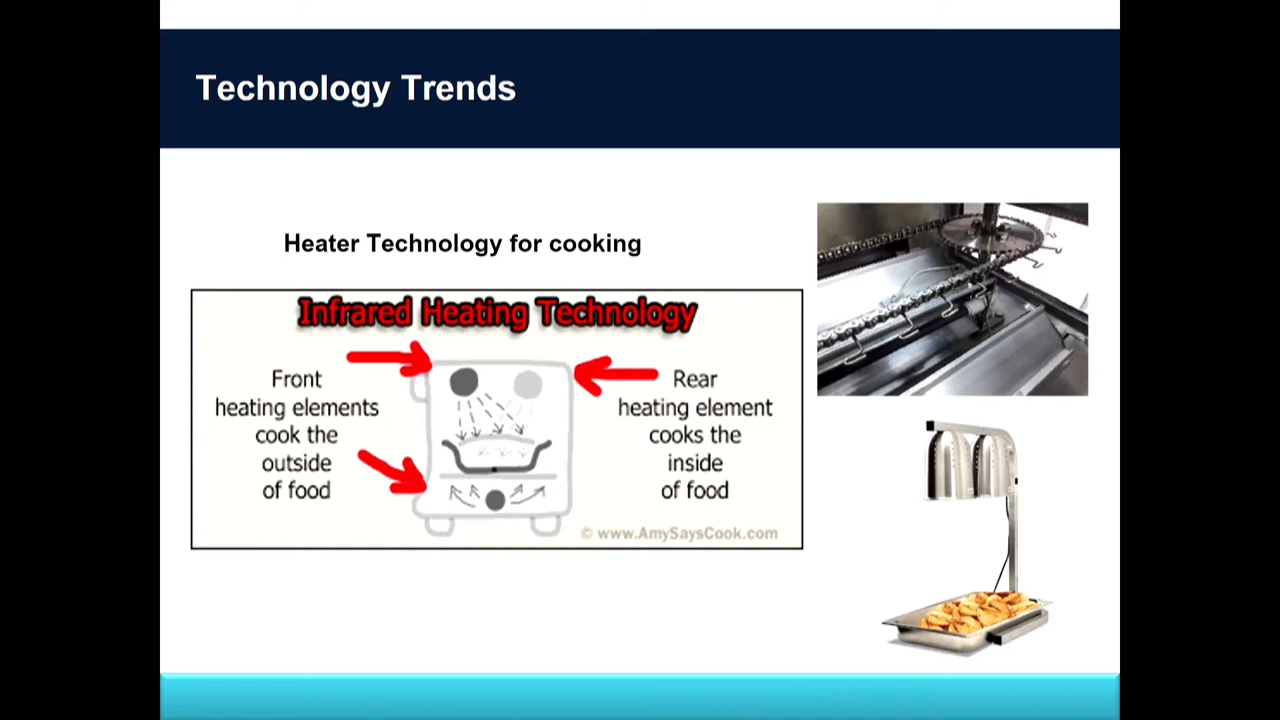 Technology Trends
Heater Technology for cooking
Infrared Heating Technology
Front
heating elements
cook the
outside
of food
Rear
heating element
cooks the
inside
of food
© www.AmySaysCook.com